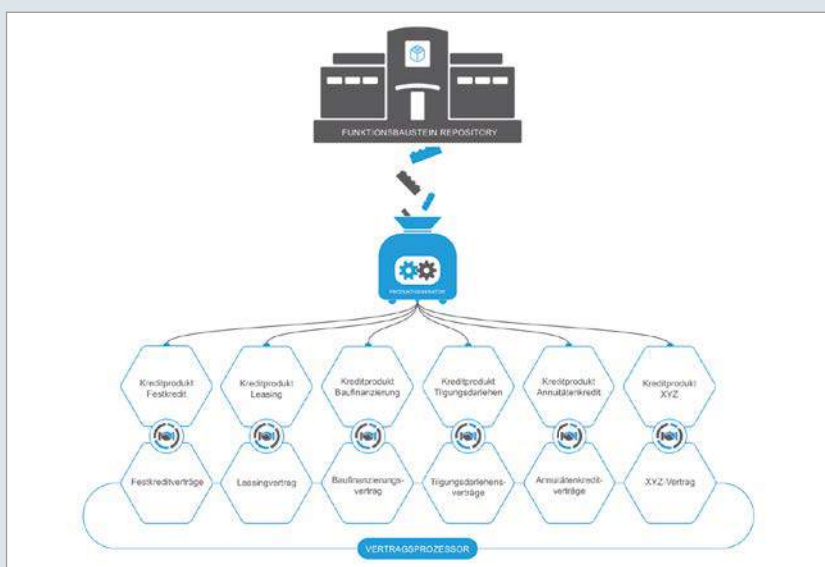 FUNKTIONSBAUSTEIN REPOSITORY
PRODUKTGENERATOR
Kreditprodukt
Festkredit
Kreditprodukt
Leasing
Kreditprodukt
Baufinanzierung
Kreditprodukt
Tilgungsdarlehen
Kreditprodukt
Annuitätenkredit
Kreditprodukt
XYZ
Festkreditverträge
Leasingvertrag
Baufinanzierungs-
vertrag
Tilgungsdarlehens-
verträge
Annuitätenkredit-
verträge
XYZ-Vertrag
VERTRAGSPROZESSOR